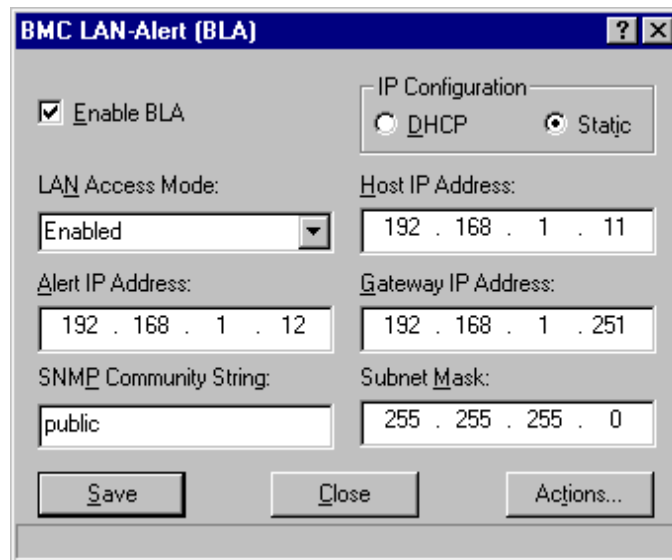 BMC LAN-Alert (BLA)
IP Configuration
Enable BLA
DHCP Static
LAN Access Mode: Host IP Address:
Enabled 192 . 168 . 1 . 11
Alert IP Address: Gateway IP Address:
192 . 168 . 1 . 12 192 . 168 . 1 . 251
SNMP Community String: Subnet Mask:
public 255 . 255 . 255 . 0
Save Close Actions...